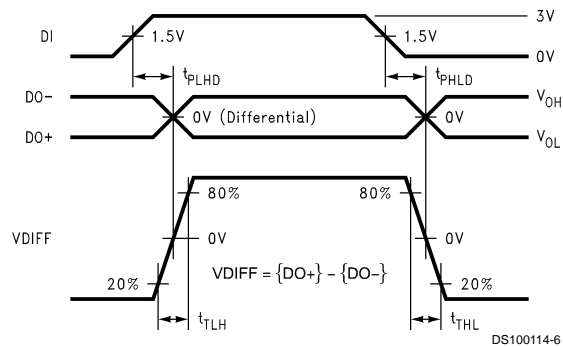 3V
DI
1.5V
1.5V
0V
tPLHD
tPHLD
DO−
0V (Differential)
0V
VOH
DO+
VOL
80%
80%
VDIFF
0V
0V
VDIFF = {DO+} − {DO−}
20%
20%
tTLH
tTHL
DS100114-6